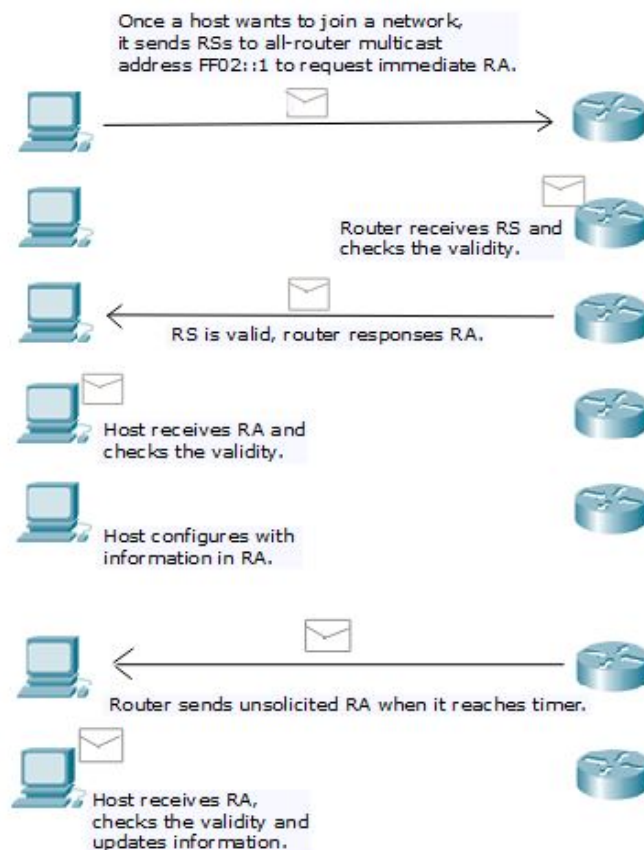 Once a host wants to join a network,
it sends RSs to all-router multicast
address FF02::1 to request immediate RA.
Router receives RS and
checks the validity.
RS is valid, router responses RA.
Host receives RA and
checks the validity.
Host configures with
information in RA.
Router sends unsolicited RA when it reaches timer.
Host receives RA,
checks the validity and
updates information.